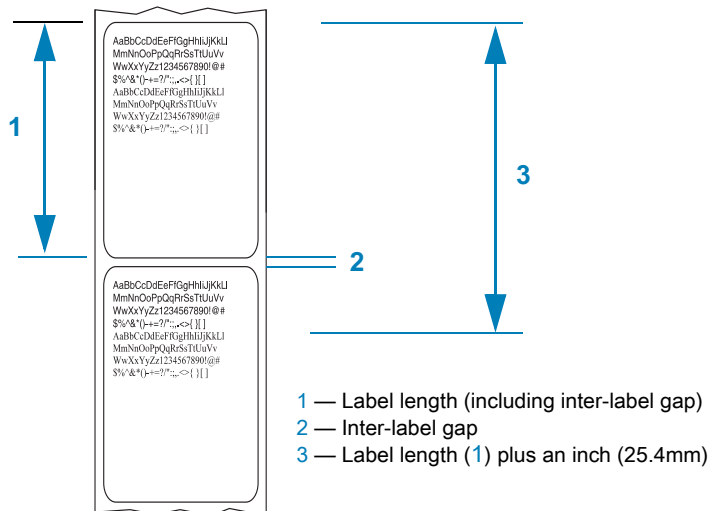 AaBbCcDdEeFfGgHhIiJjKkLl
MmNnOoPpQqRrSsTtUuVv
WwXxYyZz1234567890!@#
$%^&*()-+=?/":;,.<>{ }[ ]
AaBbCcDdEeFfGgHhIiJjKkLl
MmNnOoPpQqRrSsTtUuVv
WwXxYyZz1234567890!@#
$%^&*()-+=?/":;,.<>{ }[ ]
1
3
2
AaBbCcDdEeFfGgHhIiJjKkLl
MmNnOoPpQqRrSsTtUuVv
WwXxYyZz1234567890!@#
$%^&*()-+=?/":;,.<>{ }[ ]
AaBbCcDdEeFfGgHhIiJjKkLl
MmNnOoPpQqRrSsTtUuVv
WwXxYyZz1234567890!@#
$%^&*()-+=?/":;,.<>{ }[ ]
1 — Label length (including inter-label gap)
2 — Inter-label gap
3 — Label length (1) plus an inch (25.4mm)